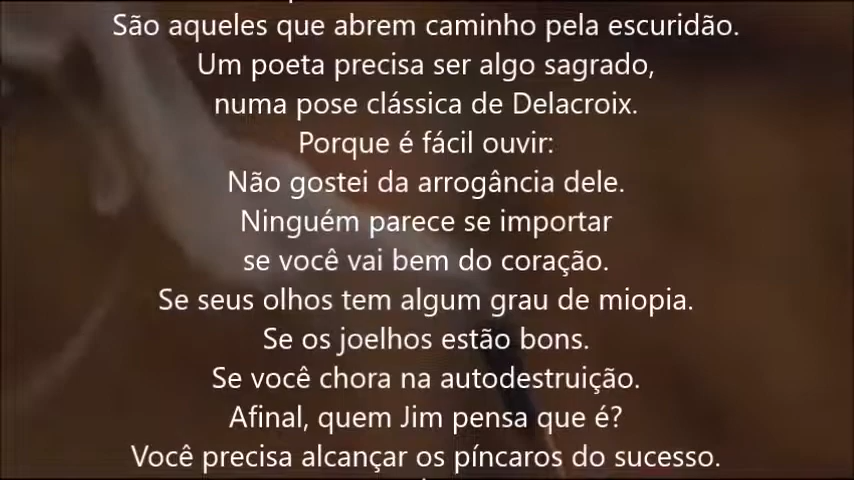 São aqueles que abrem caminho pela escuridão.
Um poeta precisa ser algo sagrado,
numa pose clássica de Delacroix.
Porque é fácil ouvir:
Não gostei da arrogância dele.
Ninguém parece se importar
se você vai bem do coração.
Se seus olhos tem algum grau de miopia.
Se os joelhos estão bons.
Se você chora na autodestruição.
Afinal, quem Jim pensa que é?
Você precisa alcançar os píncaros do sucesso.